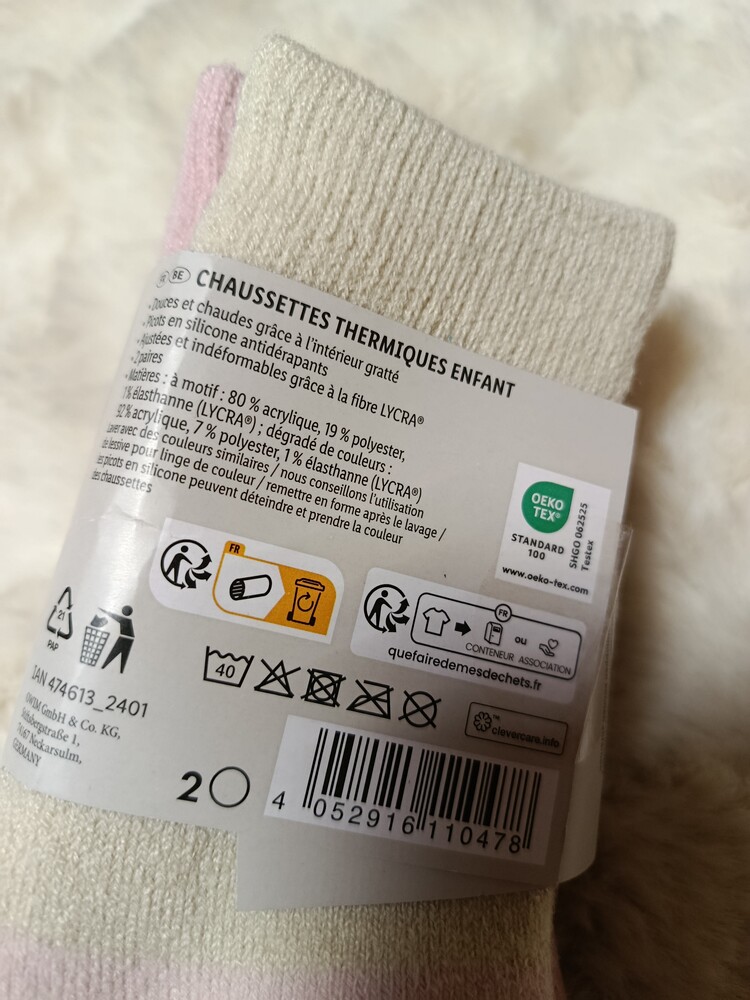 FR BE CHAUSSETTES THERMIQUES ENFANT
- Douces et chaudes grâce à l'intérieur gratté
- Picots en silicone antidérapants
- Ajustées et indéformables grâce à la fibre LYCRA®
- 2 paires
- Matières : à motif : 80 % acrylique, 19 % polyester,
1 % élasthanne (LYCRA®) ; dégradé de couleurs :
92 % acrylique, 7 % polyester, 1 % élasthanne (LYCRA®)
Laver avec des couleurs similaires / nous conseillons l'utilisation
de lessive pour linge de couleur / remettre en forme après le lavage /
les picots en silicone peuvent déteindre et prendre la couleur
des chaussettes
OEKO
TEX®
STANDARD
100
SHGO 062525
Testex
www.oeko-tex.com
FR
FR
ou
CONTENEUR ASSOCIATION
quefairedemesdechets.fr
21
PAP
40
IAN 474613_2401
GmbH & Co. KG,
1,
74167 Neckarsulm,
GERMANY
clevercare.info
2
4 052916 110478